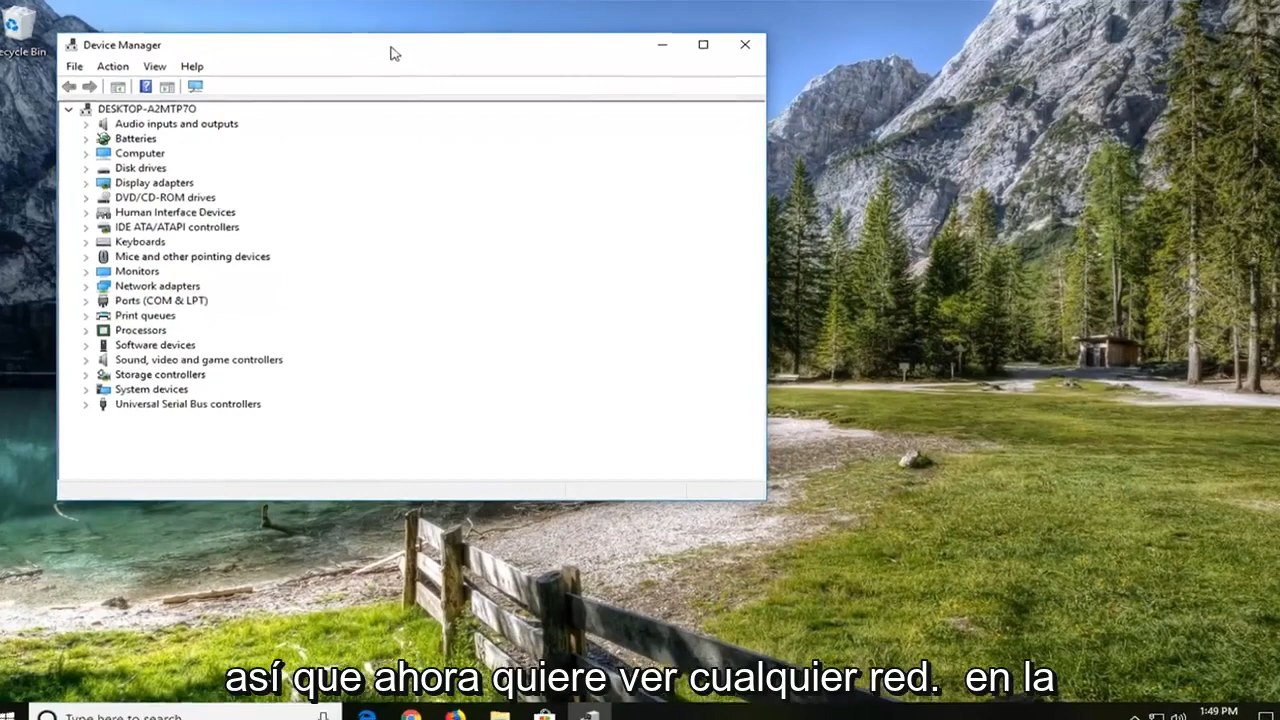 ecycle Bin
Device Manager
File Action View Help
DESKTOP-A2MTP7O
Audio inputs and outputs
Batteries
Computer
Disk drives
Display adapters
DVD/CD-ROM drives
Human Interface Devices
IDE ATA/ATAPI controllers
Keyboards
Mice and other pointing devices
Monitors
Network adapters
Ports (COM & LPT)
Print queues
Processors
Software devices
Sound, video and game controllers
Storage controllers
System devices
Universal Serial Bus controllers
así que ahora quiere ver cualquier red. en la
Type here to search
1:49 PM